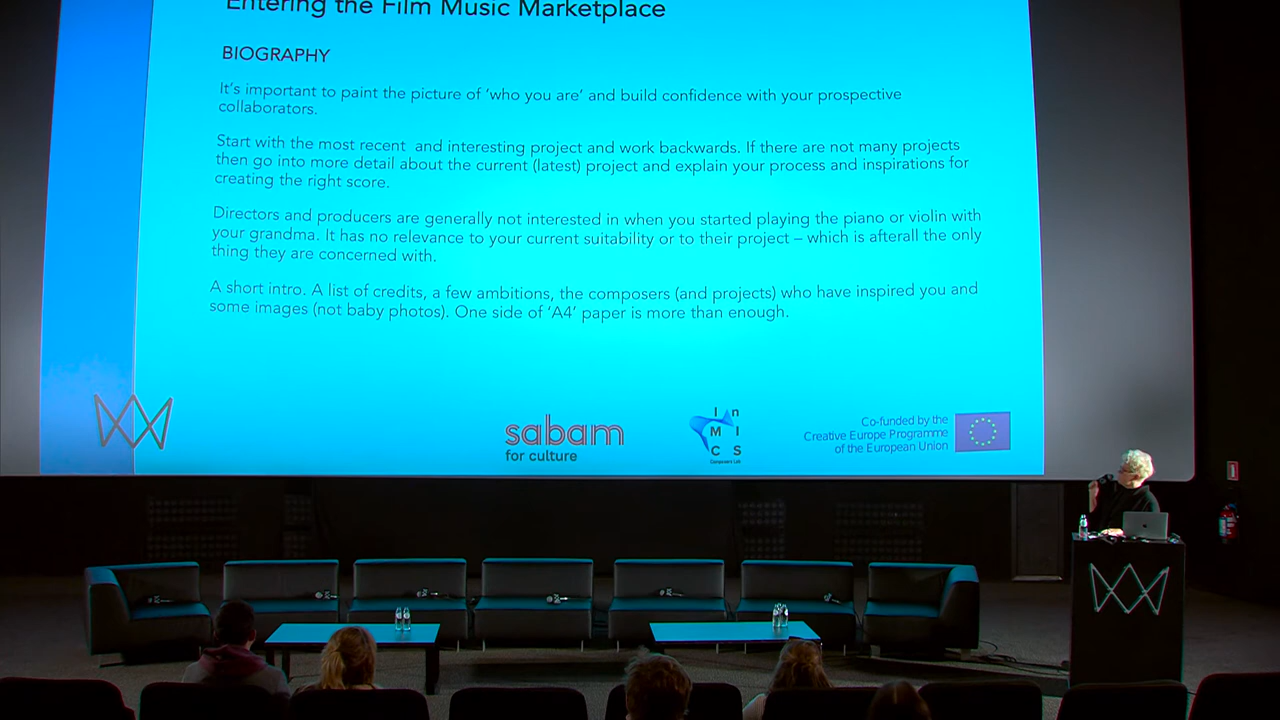 Entering the Film Music Marketplace
BIOGRAPHY
It's important to paint the picture of 'who you are' and build confidence with your prospective
collaborators.
Start with the most recent  and interesting project and work backwards. If there are not many projects
then go into more detail about the current (latest) project and explain your process and inspirations for
creating the right score.
Directors and producers are generally not interested in when you started playing the piano or violin with
your grandma. It has no relevance to your current suitability or to their project – which is afterall the only
thing they are concerned with.
A short intro. A list of credits, a few ambitions, the composers (and projects) who have inspired you and
some images (not baby photos). One side of 'A4' paper is more than enough.
sabam
for culture
I n
M I
C S
Composers Lab
Co-funded by the
Creative Europe Programme
of the European Union